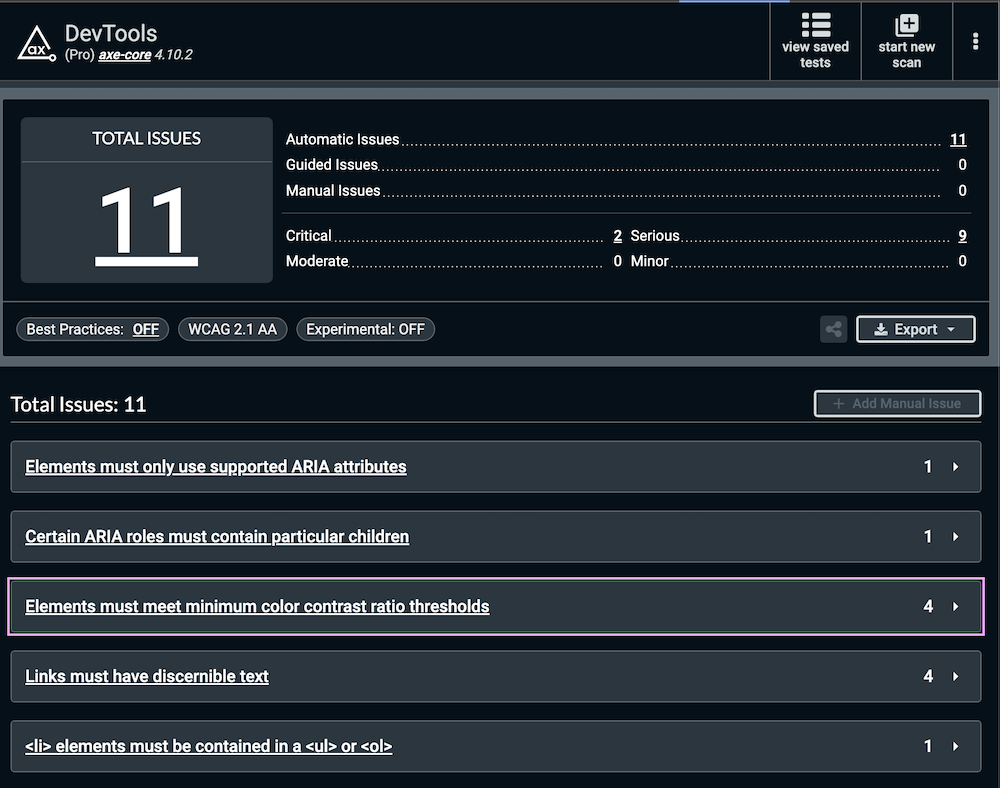 ax
DevTools
(Pro) axe-core 4.10.2
view saved
tests
start new
scan
TOTAL ISSUES
11
Automatic Issues 11
Guided Issues 0
Manual Issues 0
Critical 2 Serious 9
Moderate 0 Minor 0
Best Practices: OFF WCAG 2.1 AA Experimental: OFF Export
Total Issues: 11 + Add Manual Issue
Elements must only use supported ARIA attributes 1
Certain ARIA roles must contain particular children 1
Elements must meet minimum color contrast ratio thresholds 4
Links must have discernible text 4
<li> elements must be contained in a <ul> or <ol> 1